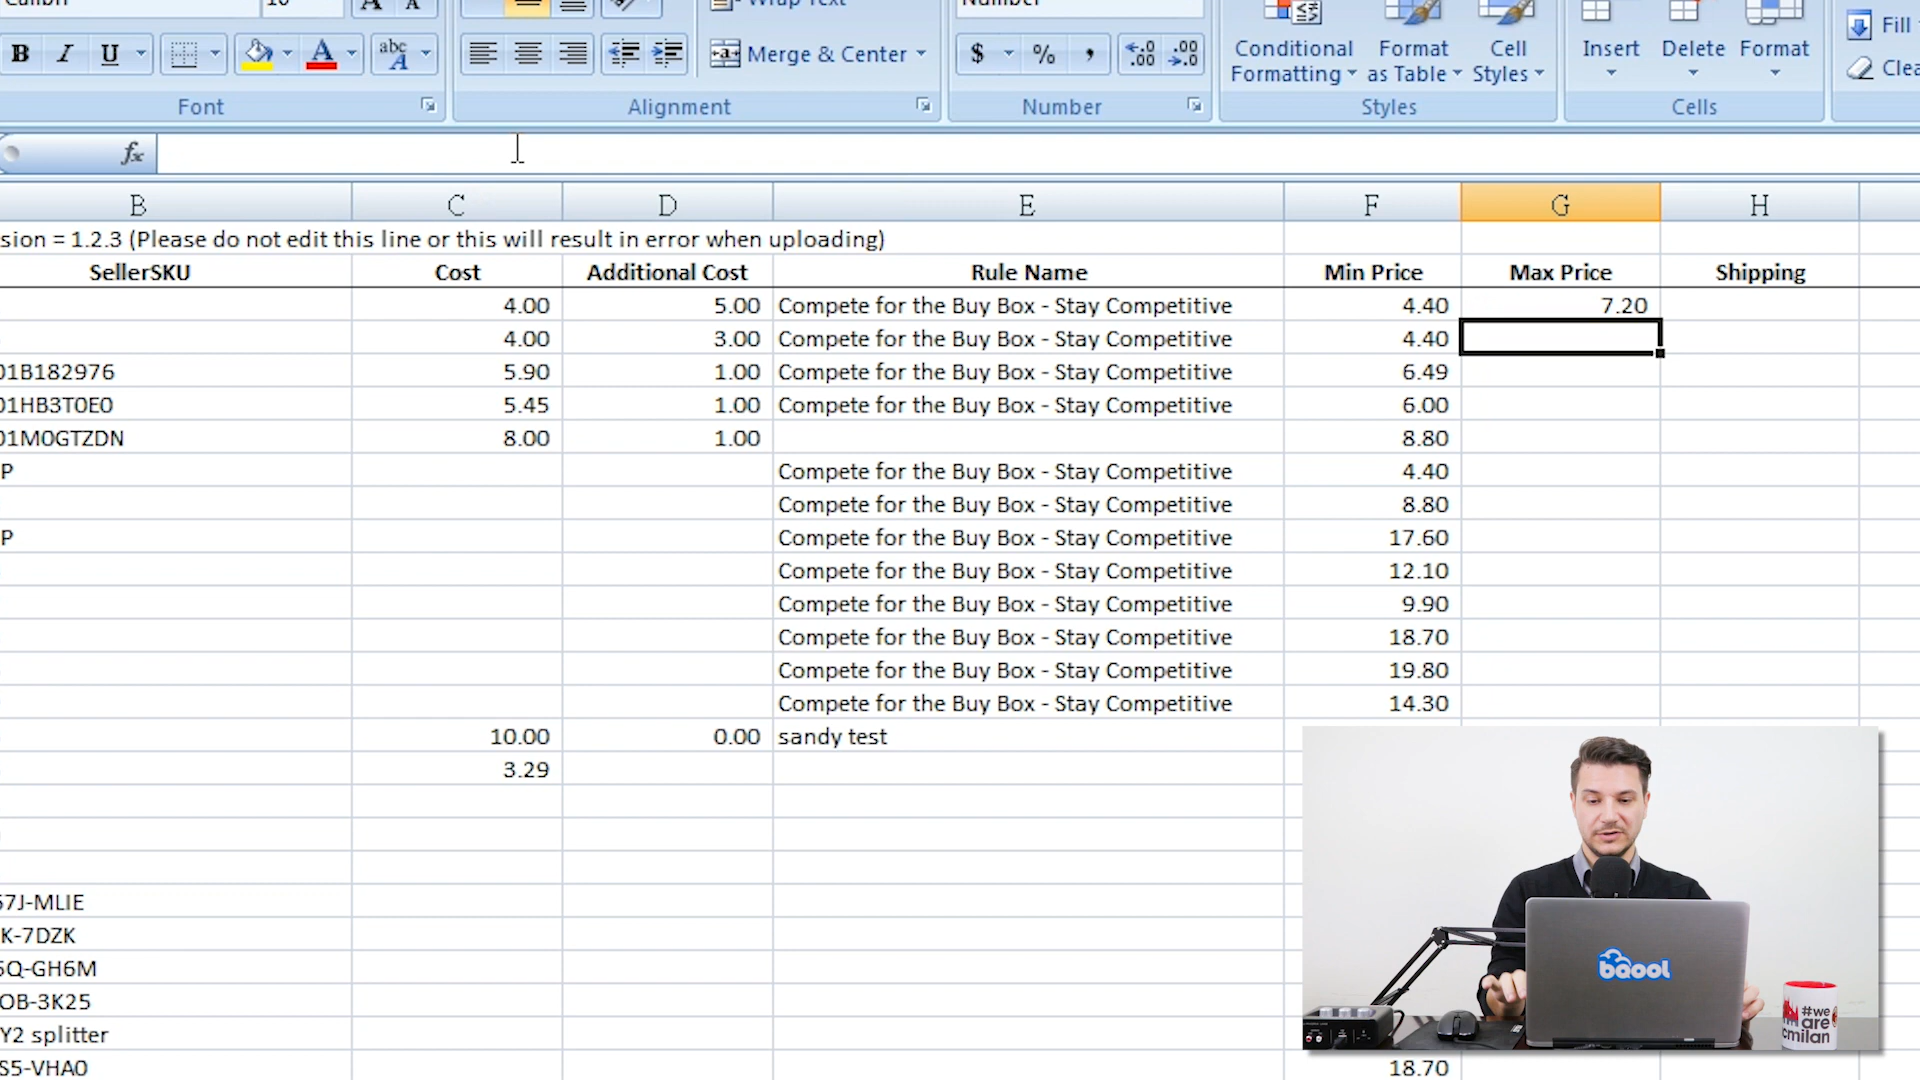 B I U abc A
Merge & Center
$ % ,
.00 .00
Conditional Formatting
Format as Table
Cell Styles
Insert Delete Format
Fill
Font Alignment Number Styles Cells
fx
B C D E F G H
sion = 1.2.3 (Please do not edit this line or this will result in error when uploading)
SellerSKU Cost Additional Cost Rule Name Min Price Max Price Shipping
4.00 5.00 Compete for the Buy Box - Stay Competitive 4.40 7.20
4.00 3.00 Compete for the Buy Box - Stay Competitive 4.40
01B182976 5.90 1.00 Compete for the Buy Box - Stay Competitive 6.49
01HB3T0E0 5.45 1.00 Compete for the Buy Box - Stay Competitive 6.00
01M0GTZDN 8.00 1.00 8.80
P Compete for the Buy Box - Stay Competitive 4.40
Compete for the Buy Box - Stay Competitive 8.80
P Compete for the Buy Box - Stay Competitive 17.60
Compete for the Buy Box - Stay Competitive 12.10
Compete for the Buy Box - Stay Competitive 9.90
Compete for the Buy Box - Stay Competitive 18.70
Compete for the Buy Box - Stay Competitive 19.80
Compete for the Buy Box - Stay Competitive 14.30
10.00 0.00 sandy test
3.29
57J-MLIE
K-7DZK
5Q-GH6M
OB-3K25
Y2 splitter
S5-VHA0 18.70
bqool
#we
are
cmilan